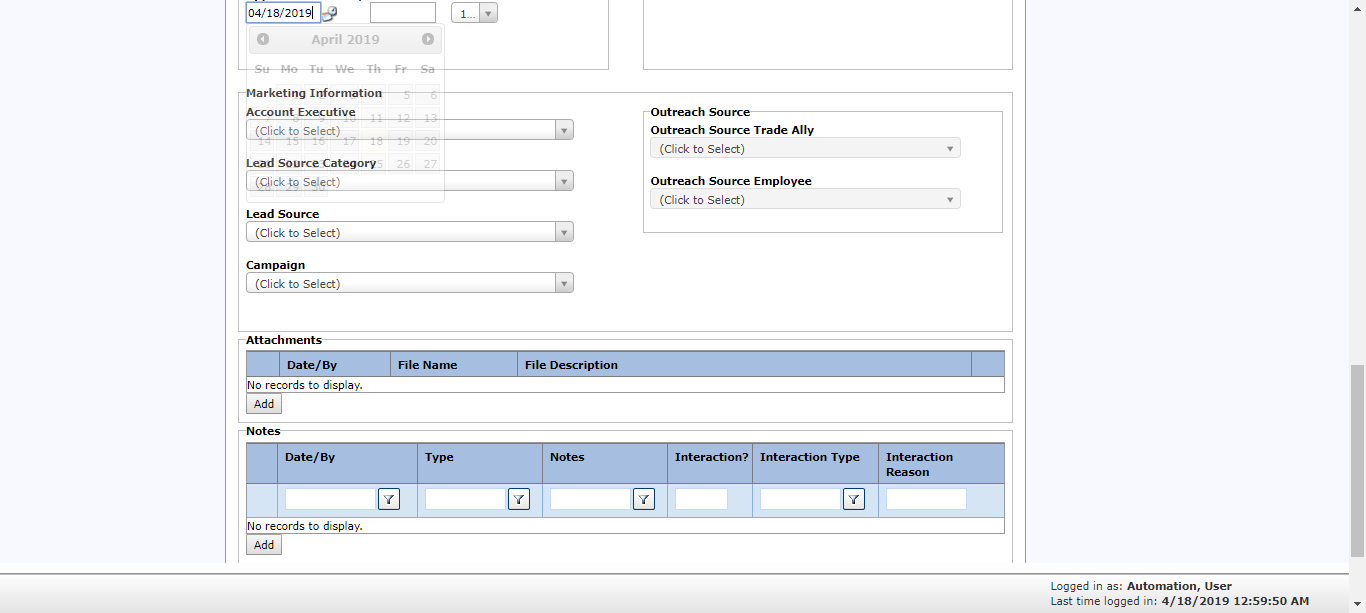 04/18/2019
1...
April 2019
Su Mo Tu We Th Fr Sa
Marketing Information
5 6
Account Executive
11 12 13
(Click to Select)
14 15 16 17 18 19 20
Lead Source Category
26 27
(Click to Select)
28 29 30
Lead Source
(Click to Select)
Campaign
(Click to Select)
Outreach Source
Outreach Source Trade Ally
(Click to Select)
Outreach Source Employee
(Click to Select)
Attachments
Date/By File Name File Description
No records to display.
Add
Notes
Date/By Type Notes Interaction? Interaction Type Interaction
Reason
No records to display.
Add
Logged in as: Automation, User
Last time logged in: 4/18/2019 12:59:50 AM